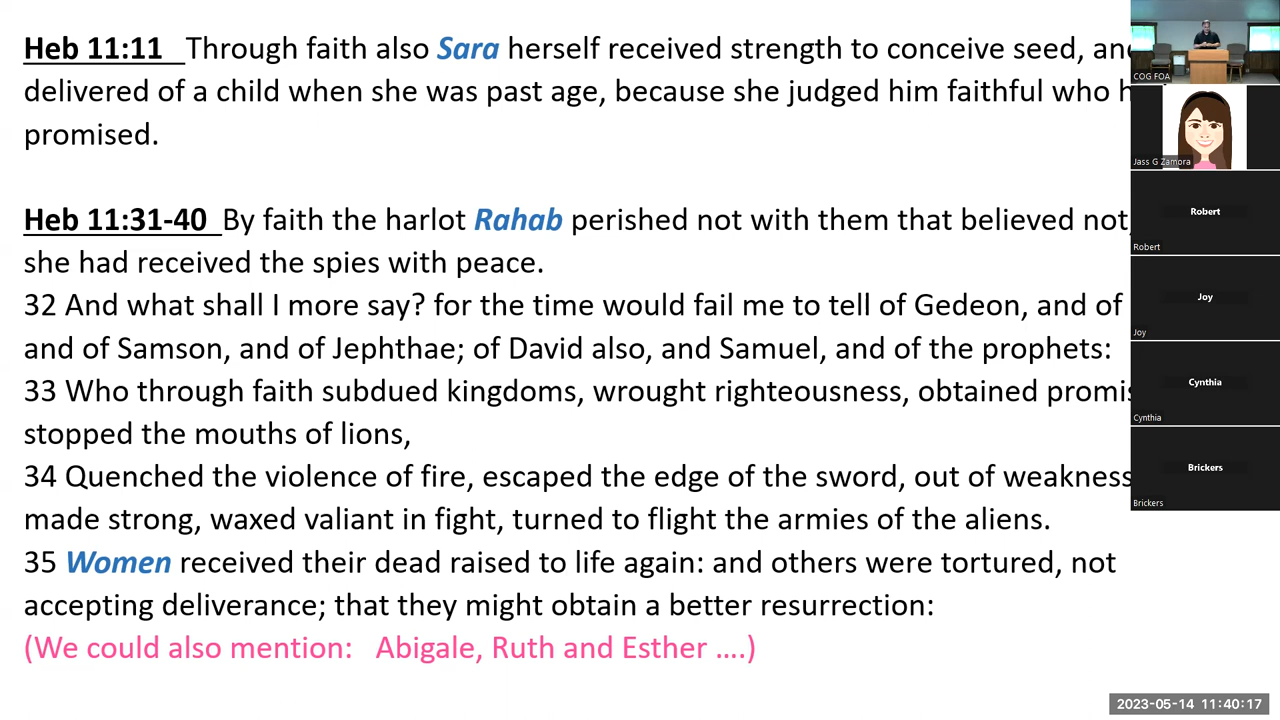 Heb 11:11 Through faith also Sara herself received strength to conceive seed, and
delivered of a child when she was past age, because she judged him faithful who
promised.
Heb 11:31-40 By faith the harlot Rahab perished not with them that believed not,
she had received the spies with peace.
32 And what shall I more say? for the time would fail me to tell of Gedeon, and of
and of Samson, and of Jephthae; of David also, and Samuel, and of the prophets:
33 Who through faith subdued kingdoms, wrought righteousness, obtained
stopped the mouths of lions,
34 Quenched the violence of fire, escaped the edge of the sword, out of weakness
made strong, waxed valiant in fight, turned to flight the armies of the aliens.
35 Women received their dead raised to life again: and others were tortured, not
accepting deliverance; that they might obtain a better resurrection:
(We could also mention: Abigale, Ruth and Esther ....)
COG FOA
Jass G Zamora
Robert
Robert
Joy
Joy
Cynthia
Cynthia
Brickers
Brickers
2023-05-14 11:40:17